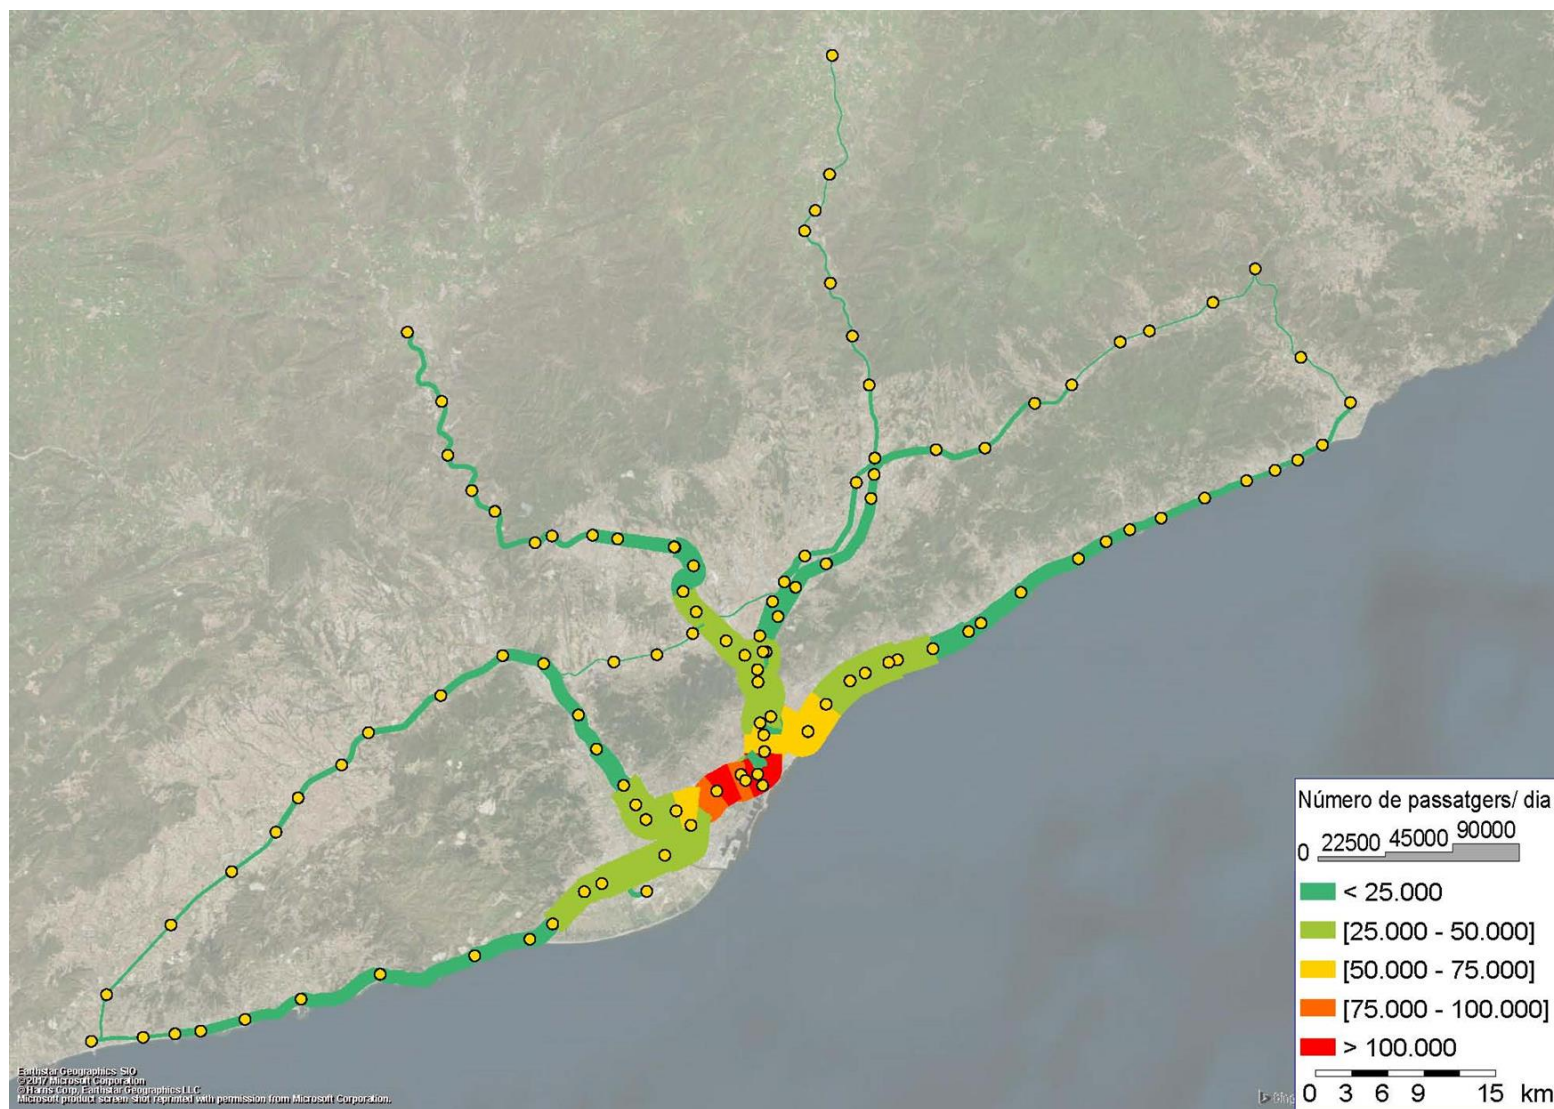 Número de passatgers/ dia
0 22500 45000 90000
< 25.000
[25.000 - 50.000]
[50.000 - 75.000]
[75.000 - 100.000]
> 100.000
0 3 6 9 15 km
Earthstar Geographics SIO
© 2017 Microsoft Corporation
© Harris Corp, Earthstar Geographics LLC
Microsoft product screen shot reprinted with permission from Microsoft Corporation.